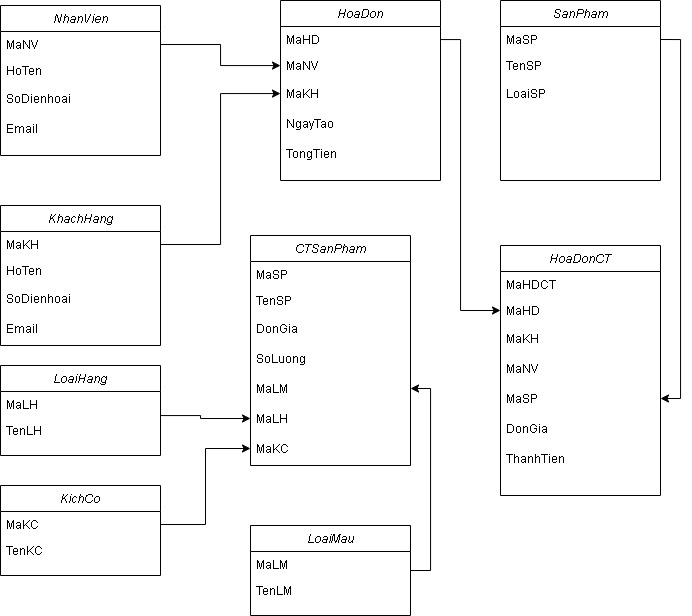 NhanVien
MaNV
HoTen
SoDienhoai
Email
HoaDon
MaHD
MaNV
MaKH
NgayTao
TongTien
SanPham
MaSP
TenSP
LoaiSP
KhachHang
MaKH
HoTen
SoDienhoai
Email
CTSanPham
MaSP
TenSP
DonGia
SoLuong
MaLM
MaLH
MaKC
HoaDonCT
MaHDCT
MaHD
MaKH
MaNV
MaSP
DonGia
ThanhTien
LoaiHang
MaLH
TenLH
KichCo
MaKC
TenKC
LoaiMau
MaLM
TenLM